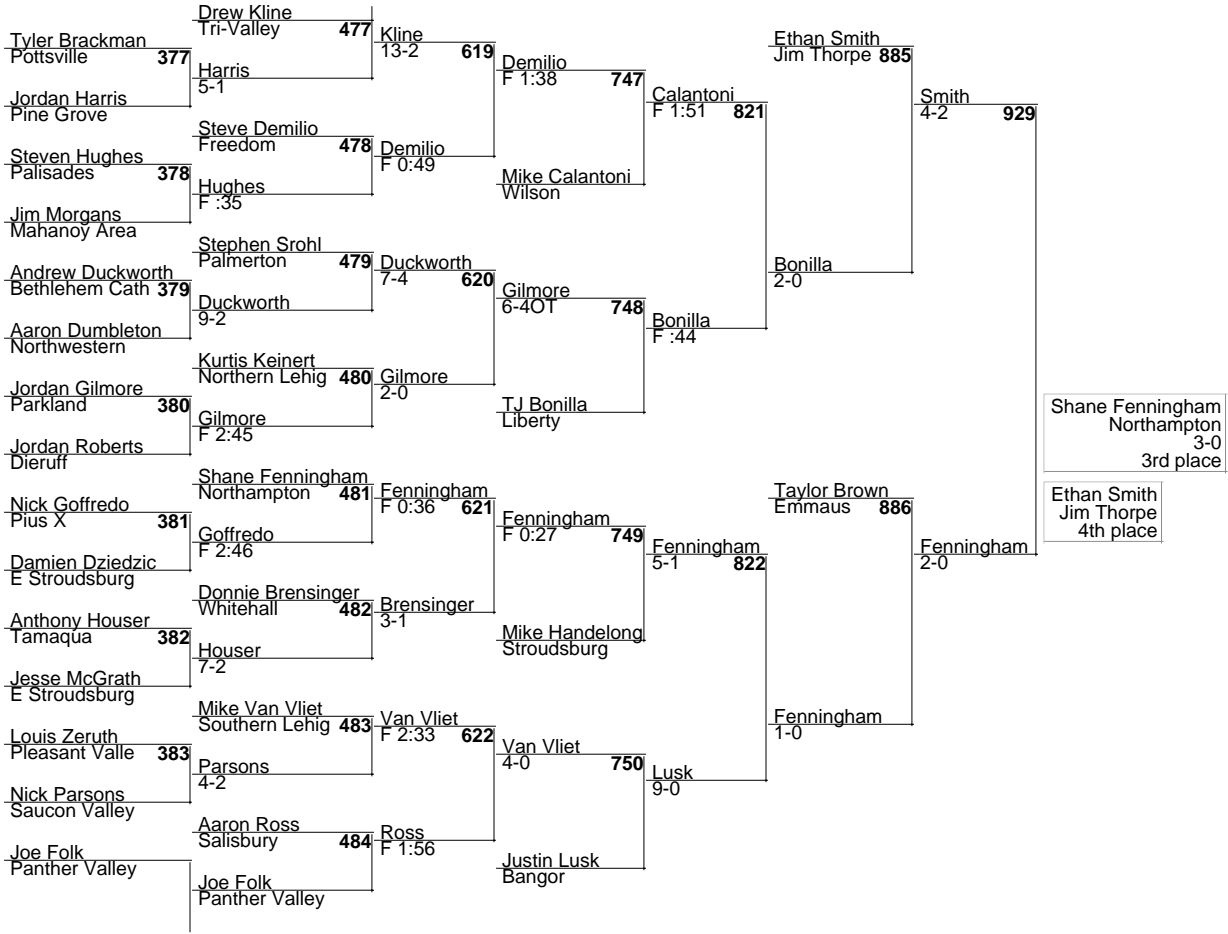 Tyler Brackman
Pottsville 377
Jordan Harris
Pine Grove
Steven Hughes
Palisades 378
Jim Morgans
Mahanoy Area
Andrew Duckworth
Bethlehem Cath 379
Aaron Dumbleton
Northwestern
Jordan Gilmore
Parkland 380
Jordan Roberts
Dieruff
Nick Goffredo
Pius X 381
Damien Dziedzic
E Stroudsburg
Anthony Houser
Tamaqua 382
Jesse McGrath
E Stroudsburg
Louis Zeruth
Pleasant Valle 383
Nick Parsons
Saucon Valley
Joe Folk
Panther Valley
Drew Kline
Tri-Valley 477
Harris
5-1
Steve Demilio
Freedom 478
Hughes
F :35
Stephen Srohl
Palmerton 479
Duckworth
9-2
Kurtis Keinert
Northern Lehig 480
Gilmore
F 2:45
Shane Fenningham
Northampton 481
Goffredo
F 2:46
Donnie Brensinger
Whitehall 482
Houser
7-2
Mike Van Vliet
Southern Lehig 483
Parsons
4-2
Aaron Ross
Salisbury 484
Joe Folk
Panther Valley
Kline
13-2 619
Demilio
F 0:49
Duckworth
7-4 620
Gilmore
2-0
Fenningham
F 0:36 621
Brensinger
3-1
Van Vliet
F 2:33 622
Ross
F 1:56
Demilio
F 1:38 747
Mike Calantoni
Wilson
Gilmore
6-4OT 748
TJ Bonilla
Liberty
Fenningham
F 0:27 749
Mike Handelong
Stroudsburg
Van Vliet
4-0 750
Justin Lusk
Bangor
Calantoni
F 1:51 821
Bonilla
F :44
Fenningham
5-1 822
Lusk
9-0
Ethan Smith
Jim Thorpe 885
Bonilla
2-0
Taylor Brown
Emmaus 886
Fenningham
1-0
Smith
4-2 929
Fenningham
2-0
Shane Fenningham
Northampton
3-0
3rd place
Ethan Smith
Jim Thorpe
4th place